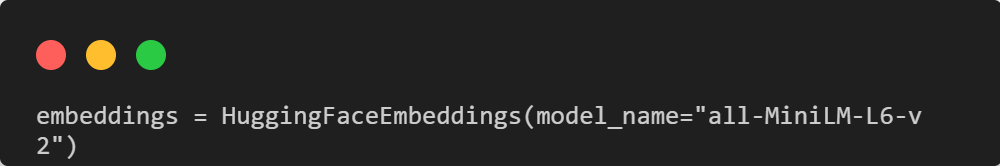 embeddings = HuggingFaceEmbeddings(model_name="all-MiniLM-L6-v
2")